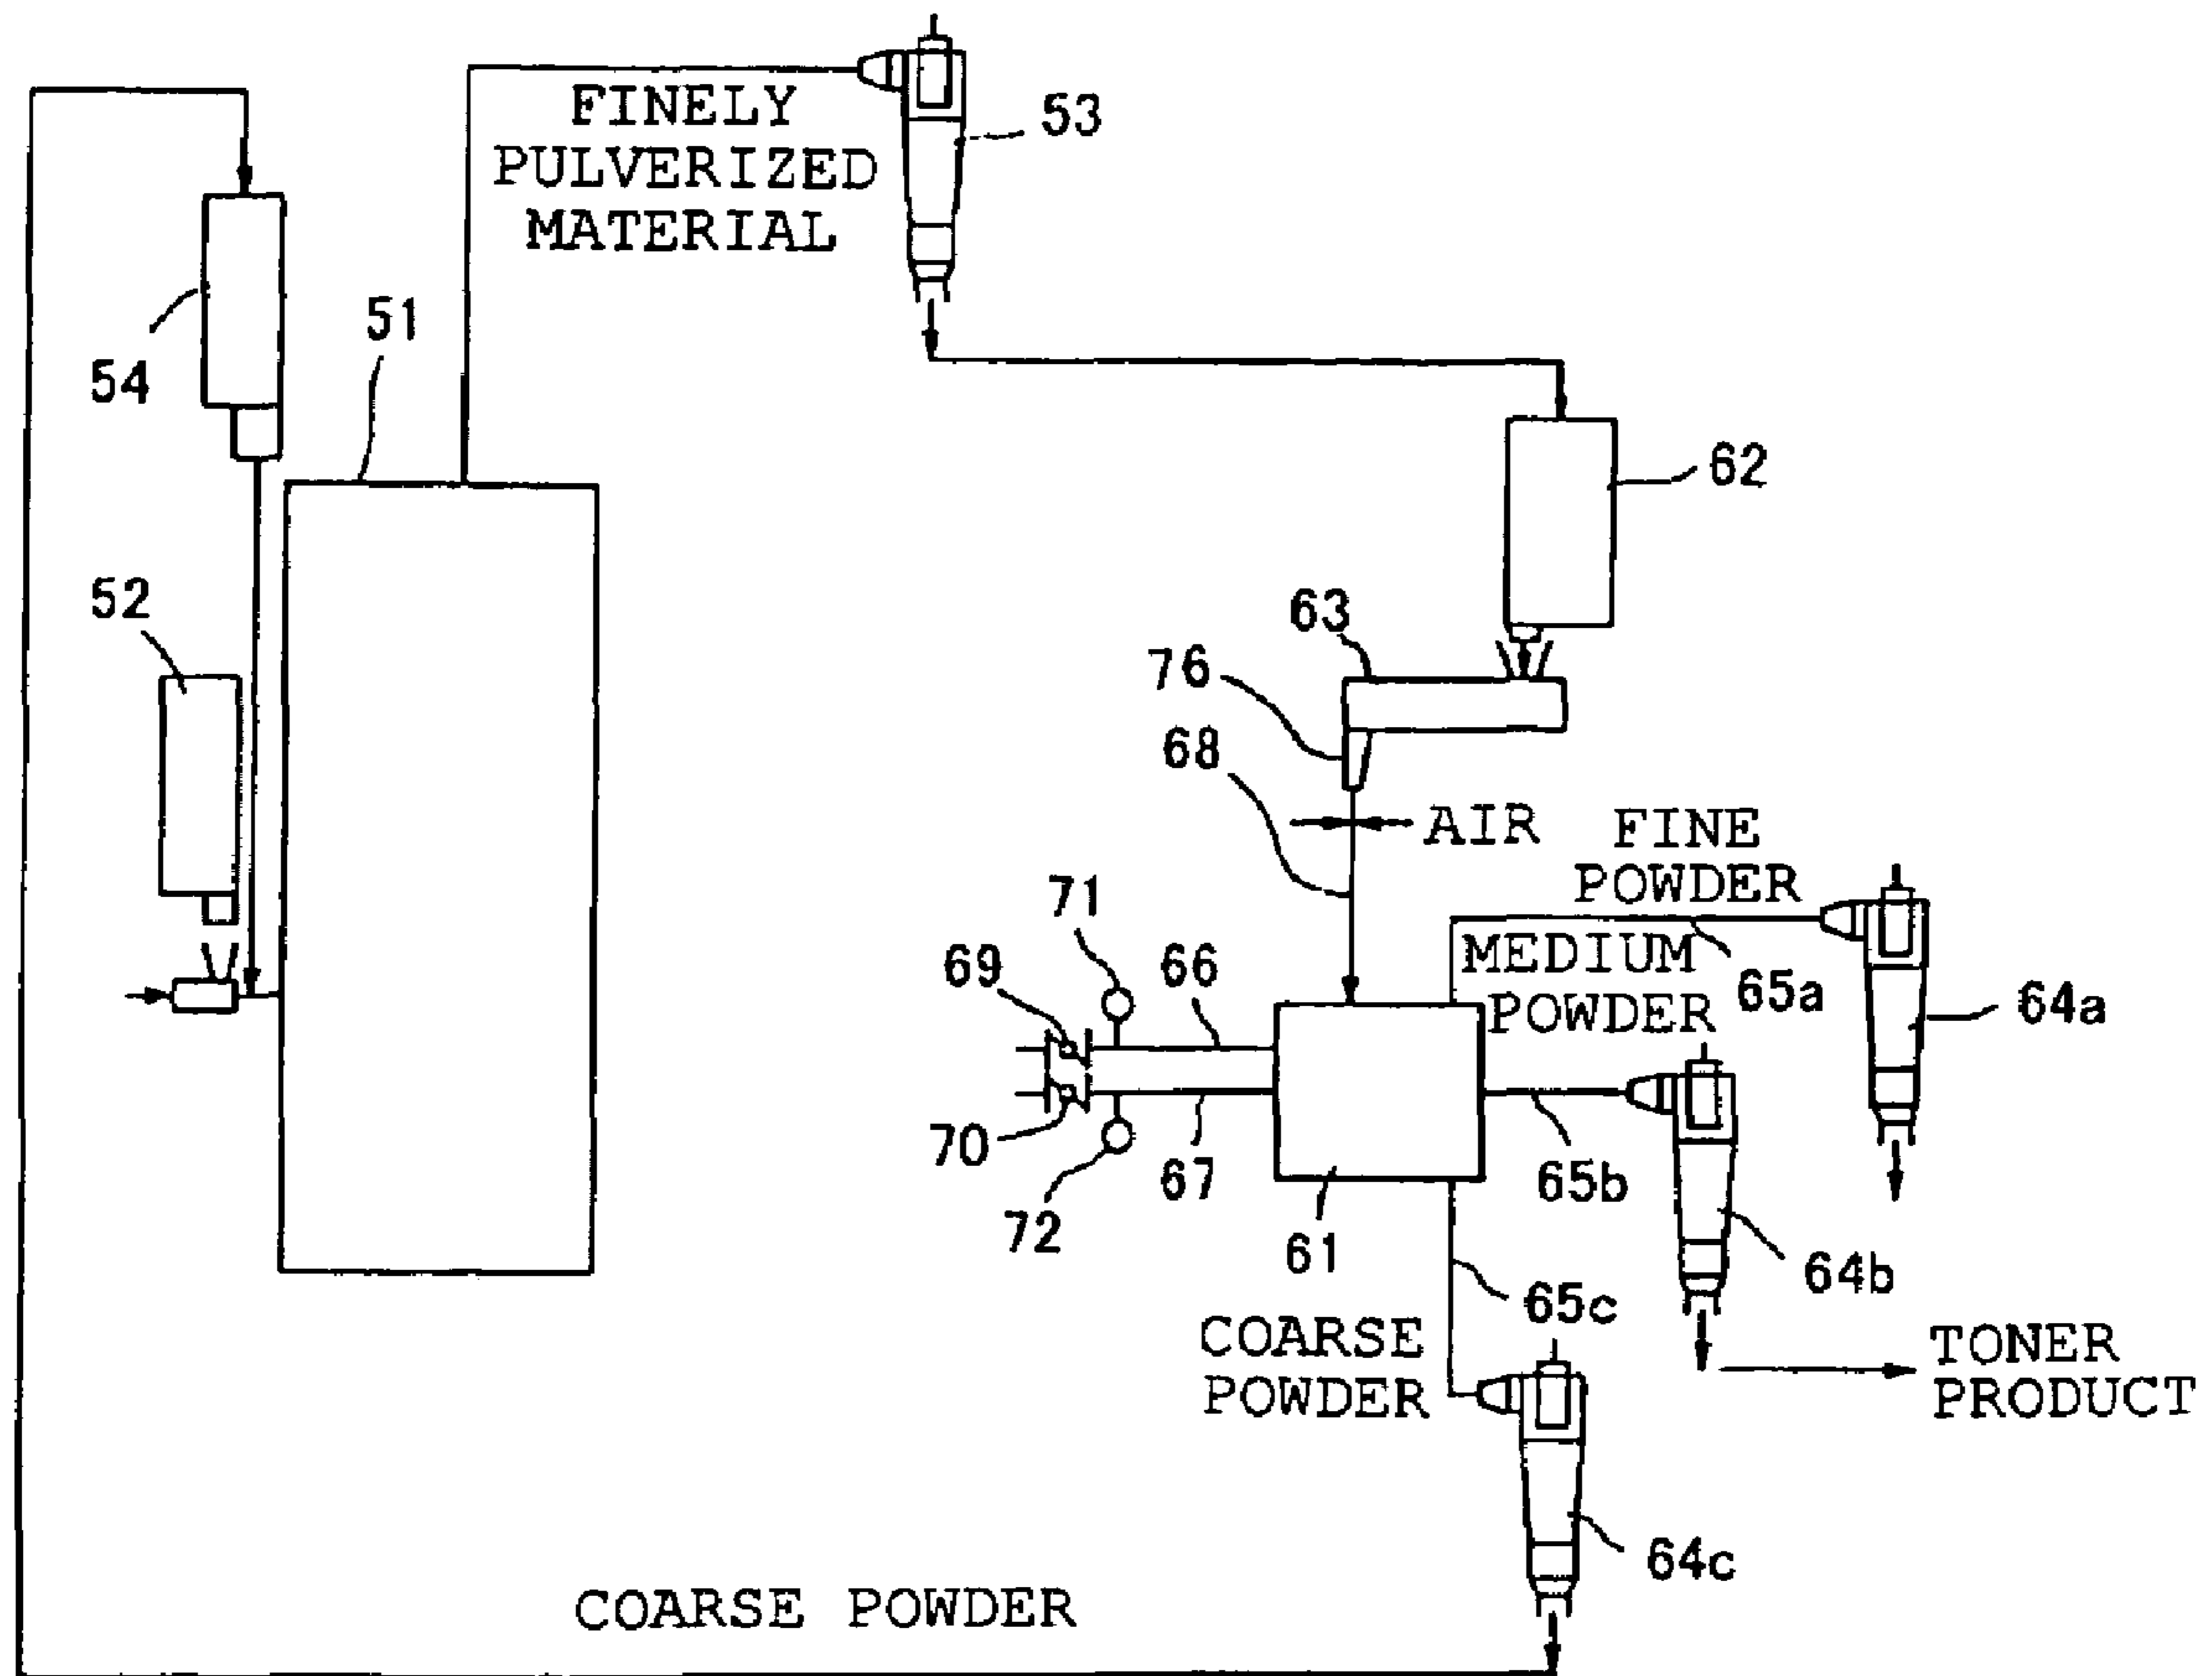 FINELY
PULVERIZED
MATERIAL
53
54
51
62
52
63
76
68
AIR
FINE
POWDER
71
69
66
MEDIUM
POWDER
65a
64a
70
72
67
61
65b
64b
65c
COARSE
POWDER
TONER
PRODUCT
64c
COARSE POWDER